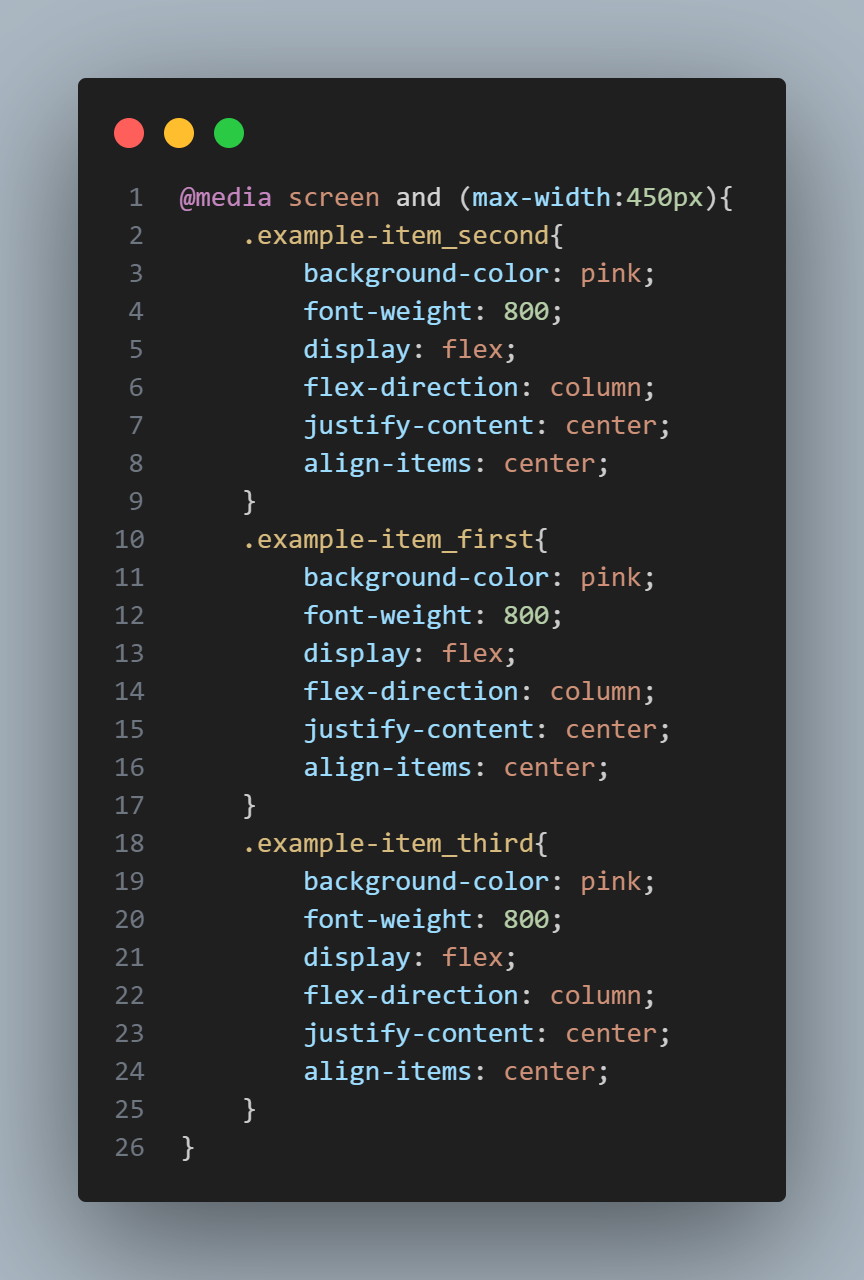 1 @media screen and (max-width:450px){
2     .example-item_second{
3         background-color: pink;
4         font-weight: 800;
5         display: flex;
6         flex-direction: column;
7         justify-content: center;
8         align-items: center;
9     }
10     .example-item_first{
11         background-color: pink;
12         font-weight: 800;
13         display: flex;
14         flex-direction: column;
15         justify-content: center;
16         align-items: center;
17     }
18     .example-item_third{
19         background-color: pink;
20         font-weight: 800;
21         display: flex;
22         flex-direction: column;
23         justify-content: center;
24         align-items: center;
25     }
26 }